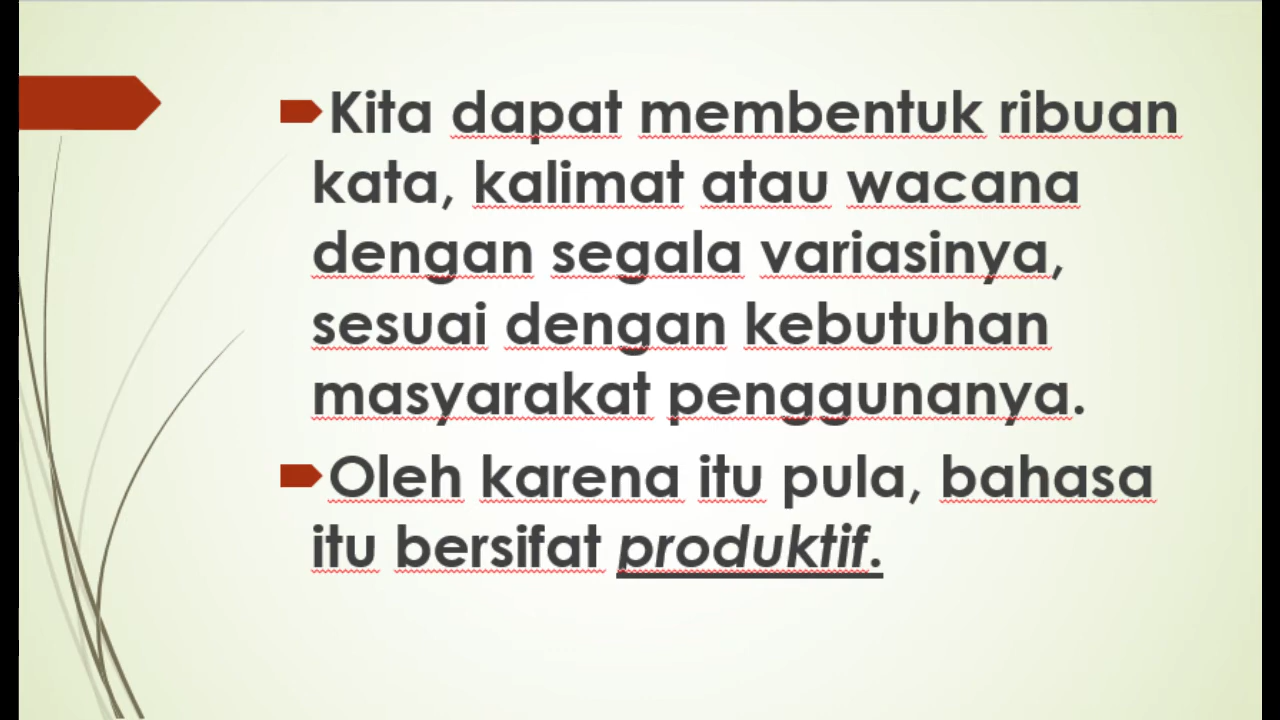 Kita dapat membentuk ribuan
kata, kalimat atau wacana
dengan segala variasinya,
sesuai dengan kebutuhan
masyarakat penggunanya.
Oleh karena itu pula, bahasa
itu bersifat produktif.